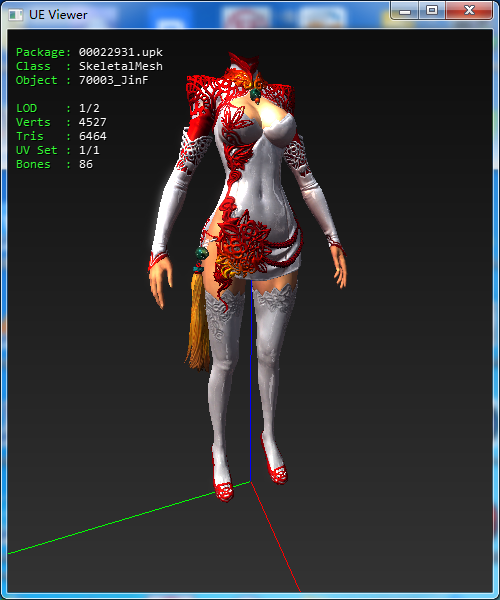 UE Viewer
Package: 00022931.upk
Class : SkeletalMesh
Object : 70003_JinF
LOD : 1/2
Verts : 4527
Tris : 6464
UV Set : 1/1
Bones : 86